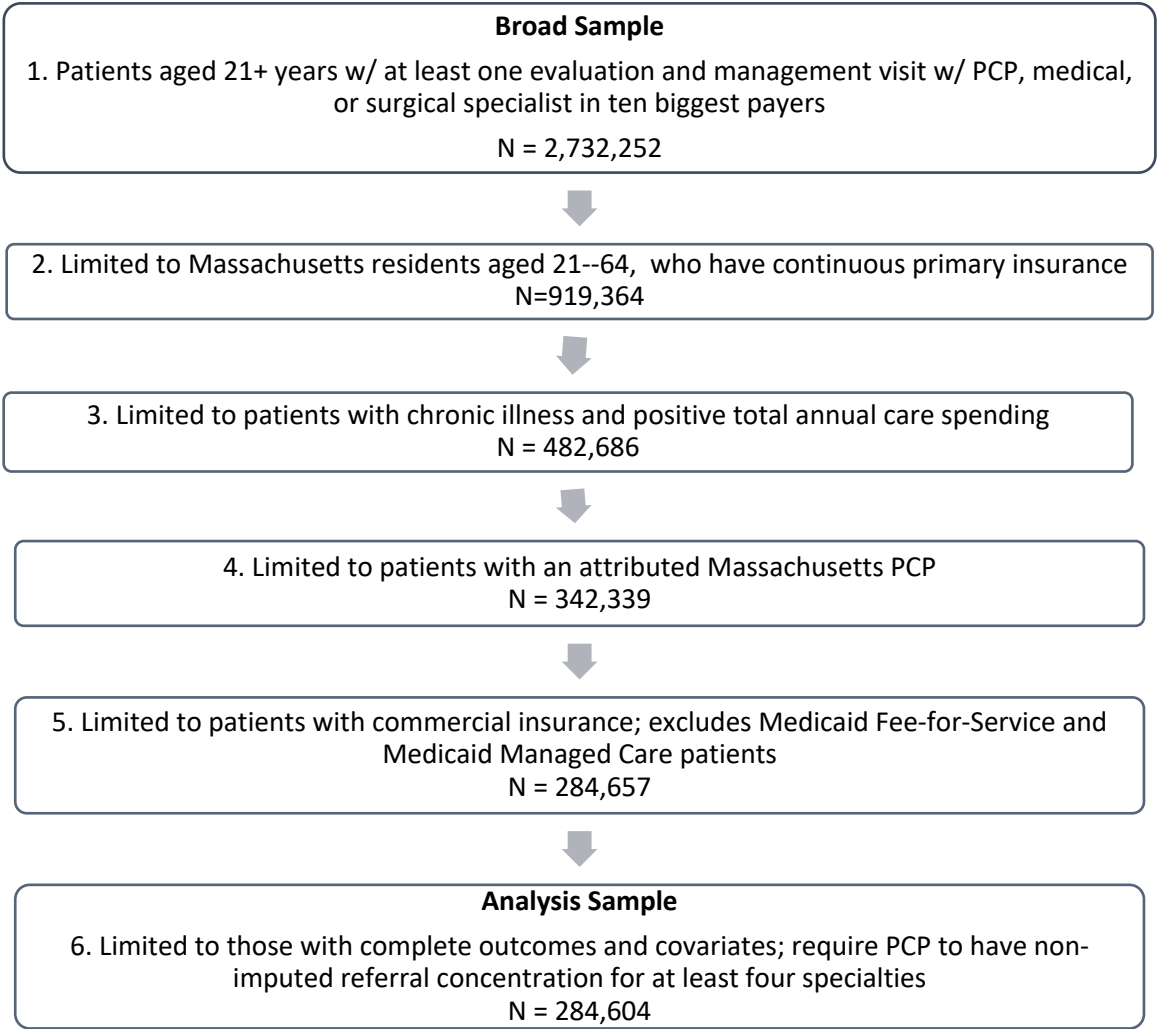 Broad Sample
1. Patients aged 21+ years w/ at least one evaluation and management visit w/ PCP, medical,
or surgical specialist in ten biggest payers
N = 2,732,252
2. Limited to Massachusetts residents aged 21--64, who have continuous primary insurance
N=919,364
3. Limited to patients with chronic illness and positive total annual care spending
N = 482,686
4. Limited to patients with an attributed Massachusetts PCP
N = 342,339
5. Limited to patients with commercial insurance; excludes Medicaid Fee-for-Service and
Medicaid Managed Care patients
N = 284,657
Analysis Sample
6. Limited to those with complete outcomes and covariates; require PCP to have non-
imputed referral concentration for at least four specialties
N = 284,604